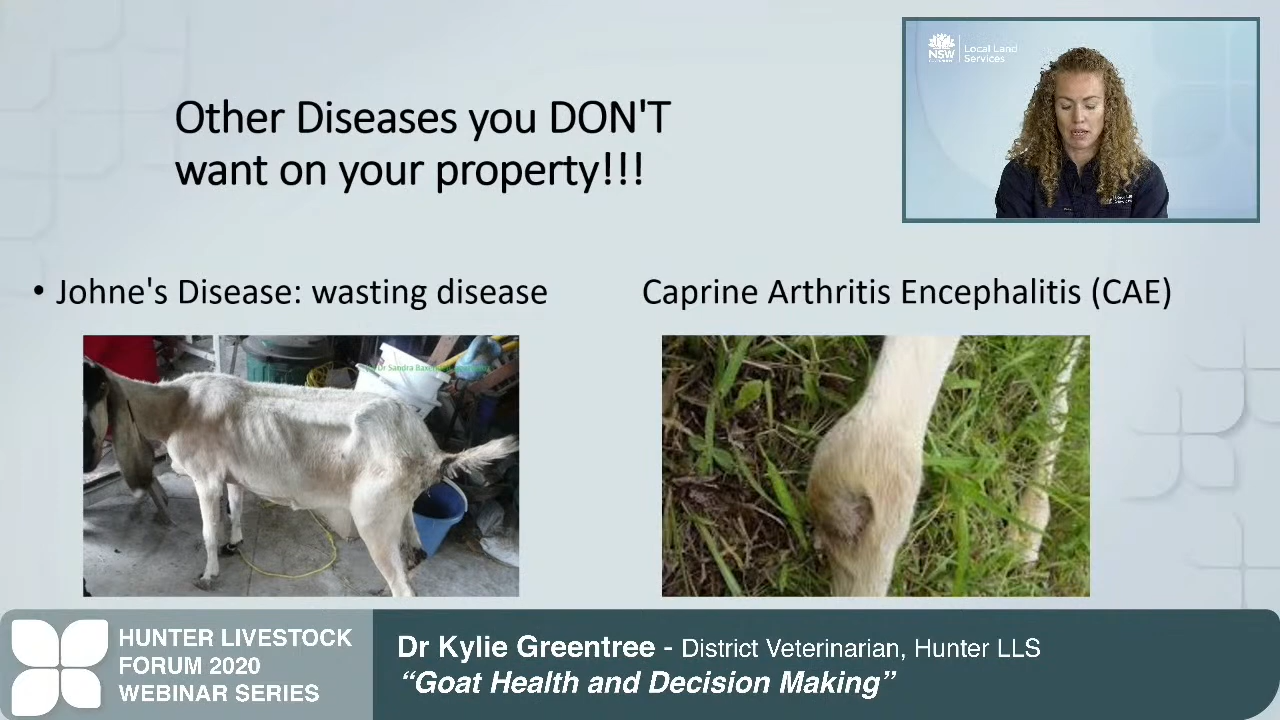 Other Diseases you DON'T
want on your property!!!
NSW
Local Land
Services
• Johne's Disease: wasting disease
Caprine Arthritis Encephalitis (CAE)
Dr Sandra
HUNTER LIVESTOCK
FORUM 2020
WEBINAR SERIES
Dr Kylie Greentree - District Veterinarian, Hunter LLS
“Goat Health and Decision Making”